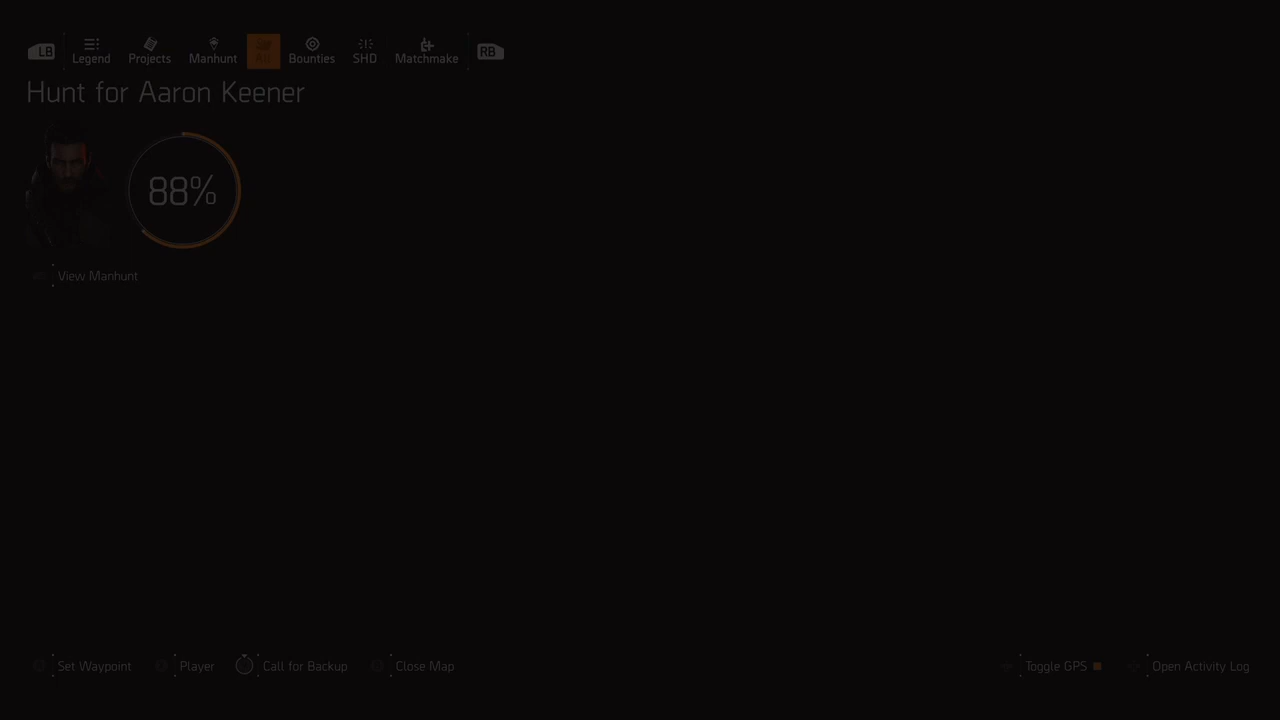 LB Legend Projects Manhunt All Bounties SHD Matchmake RB
Hunt for Aaron Keener
88%
View Manhunt
Set Waypoint Player Call for Backup Close Map Toggle GPS Open Activity Log